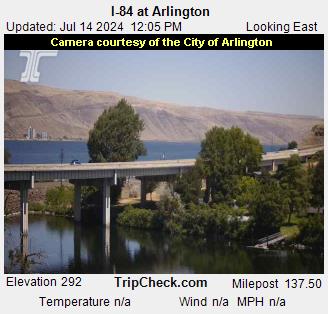 I-84 at Arlington
Updated: Jul 14 2024 12:05 PM Looking East
Camera courtesy of the City of Arlington
Elevation 292 TripCheck.com Milepost 137.50
Temperature n/a Wind n/a MPH n/a